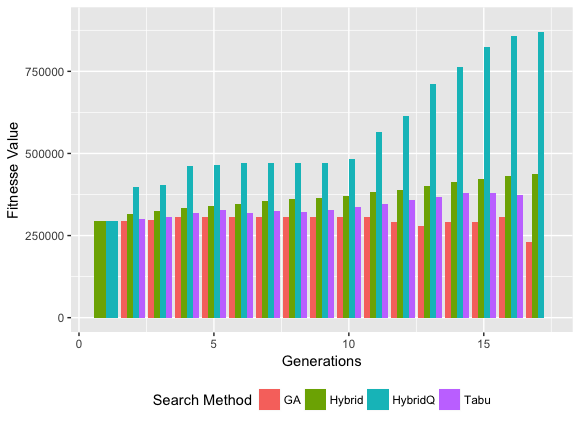 Fitnesse Value
750000
500000
250000
0
0 5 10 15
Generations
Search Method GA Hybrid HybridQ Tabu